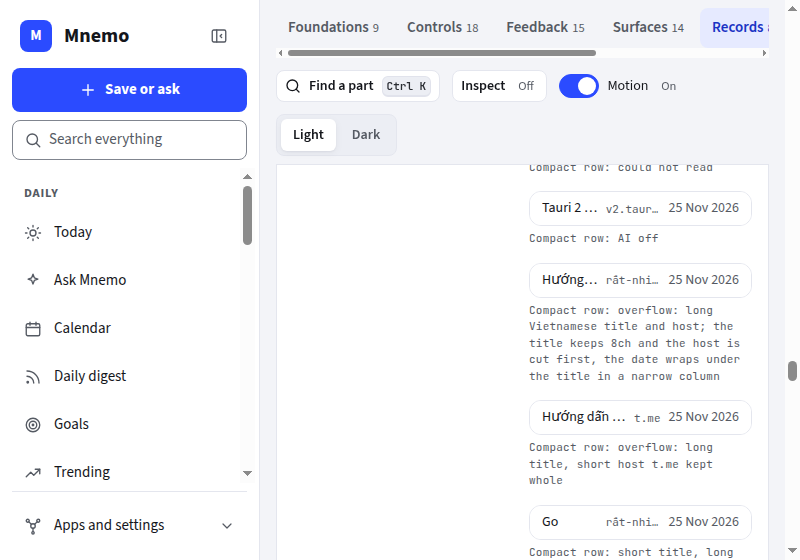 M Mnemo
Save or ask
Search everything
DAILY
Today
Ask Mnemo
Calendar
Daily digest
Goals
Trending
Apps and settings
Foundations 9 Controls 18 Feedback 15 Surfaces 14 Records
Find a part Ctrl K Inspect Off Motion On
Light Dark
Compact row: could not read
Tauri 2 … v2.taur… 25 Nov 2026
Compact row: AI off
Hướng… rất-nhi… 25 Nov 2026
Compact row: overflow: long
Vietnamese title and host; the
title keeps 8ch and the host is
cut first, the date wraps under
the title in a narrow column
Hướng dẫn … t.me 25 Nov 2026
Compact row: overflow: long
title, short host t.me kept
whole
Go rất-nhi… 25 Nov 2026
Compact row: short title, long